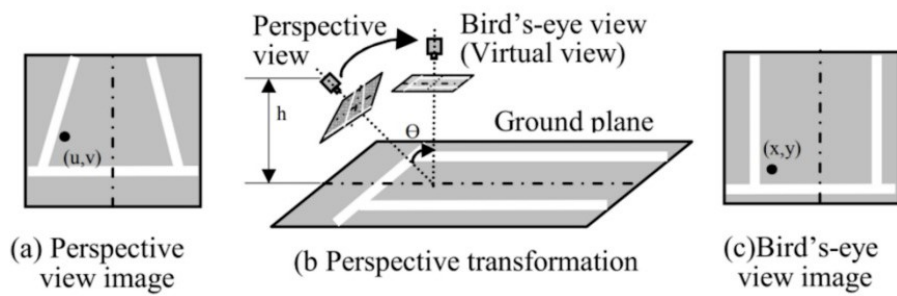 Perspective
view
Bird's-eye view
(Virtual view)
h
Ө
Ground plane
(u,v)
(x,y)
(a) Perspective
view image
(b Perspective transformation
(c)Bird's-eye
view image